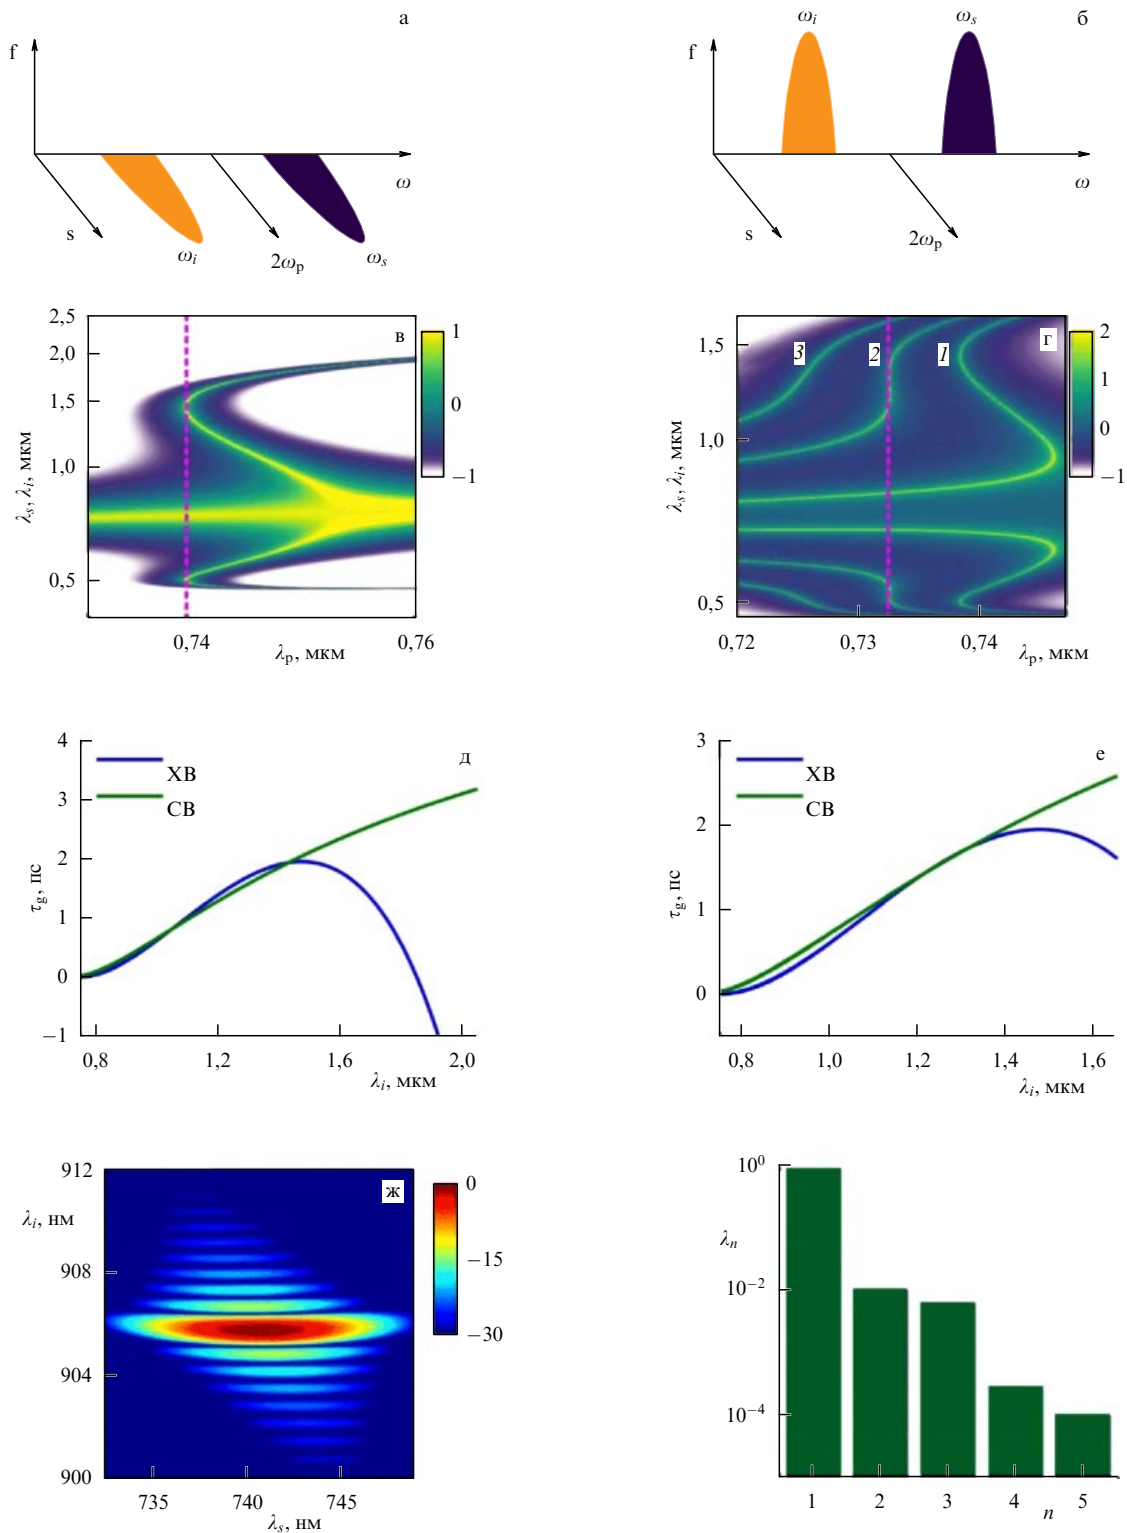 а
f
ω
s
ω_i
2ω_p
ω_s
б
ω_i
ω_s
f
ω
s
2ω_p
в
2,5
2,0
1,5
1,0
0,5
λ_s, λ_i, мкм
0,74
0,76
λ_p, мкм
1
0
−1
г
3
2
1
1,5
1,0
0,5
λ_s, λ_i, мкм
0,72
0,73
0,74
λ_p, мкм
2
1
0
−1
д
ХВ
СВ
4
3
2
1
0
−1
τ_g, пс
0,8
1,2
1,6
2,0
λ_i, мкм
е
ХВ
СВ
3
2
1
0
τ_g, пс
0,8
1,0
1,2
1,4
1,6
λ_i, мкм
ж
912
λ_i, нм
908
904
900
735
740
745
λ_s, нм
0
−15
−30
10^0
λ_n
10^−2
10^−4
1
2
3
4
5
n